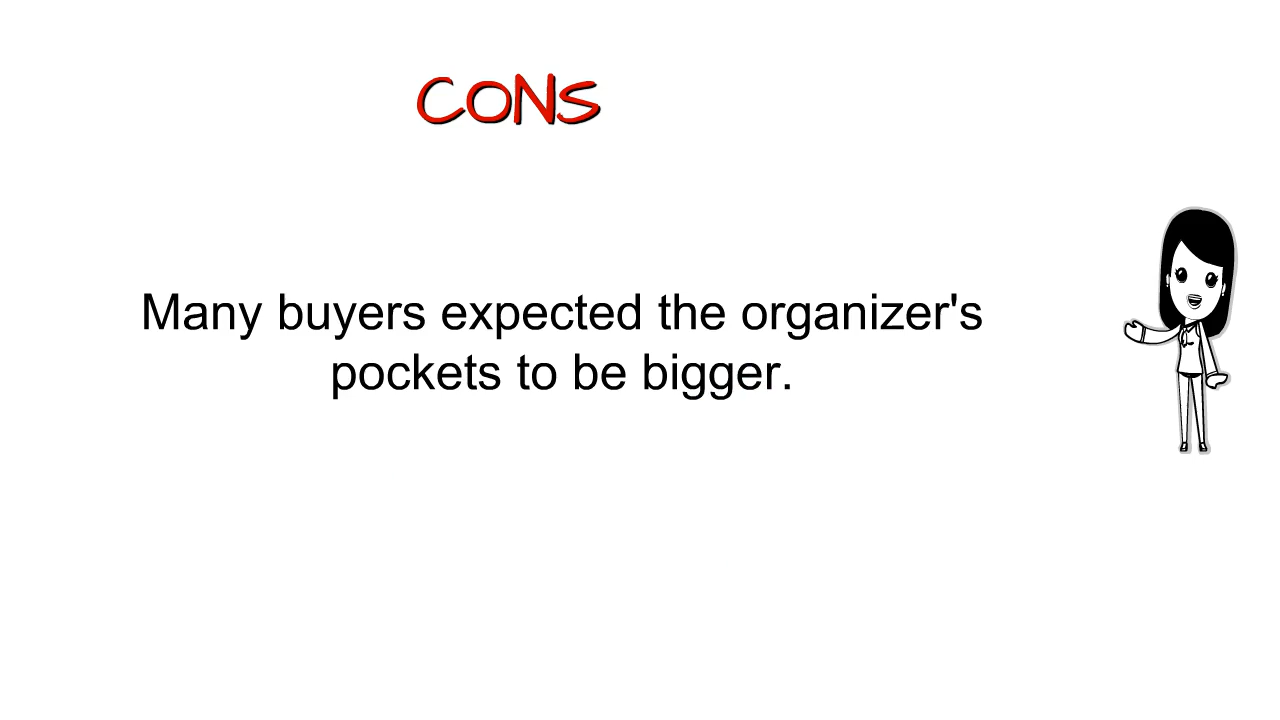 CONS
Many buyers expected the organizer's
pockets to be bigger.